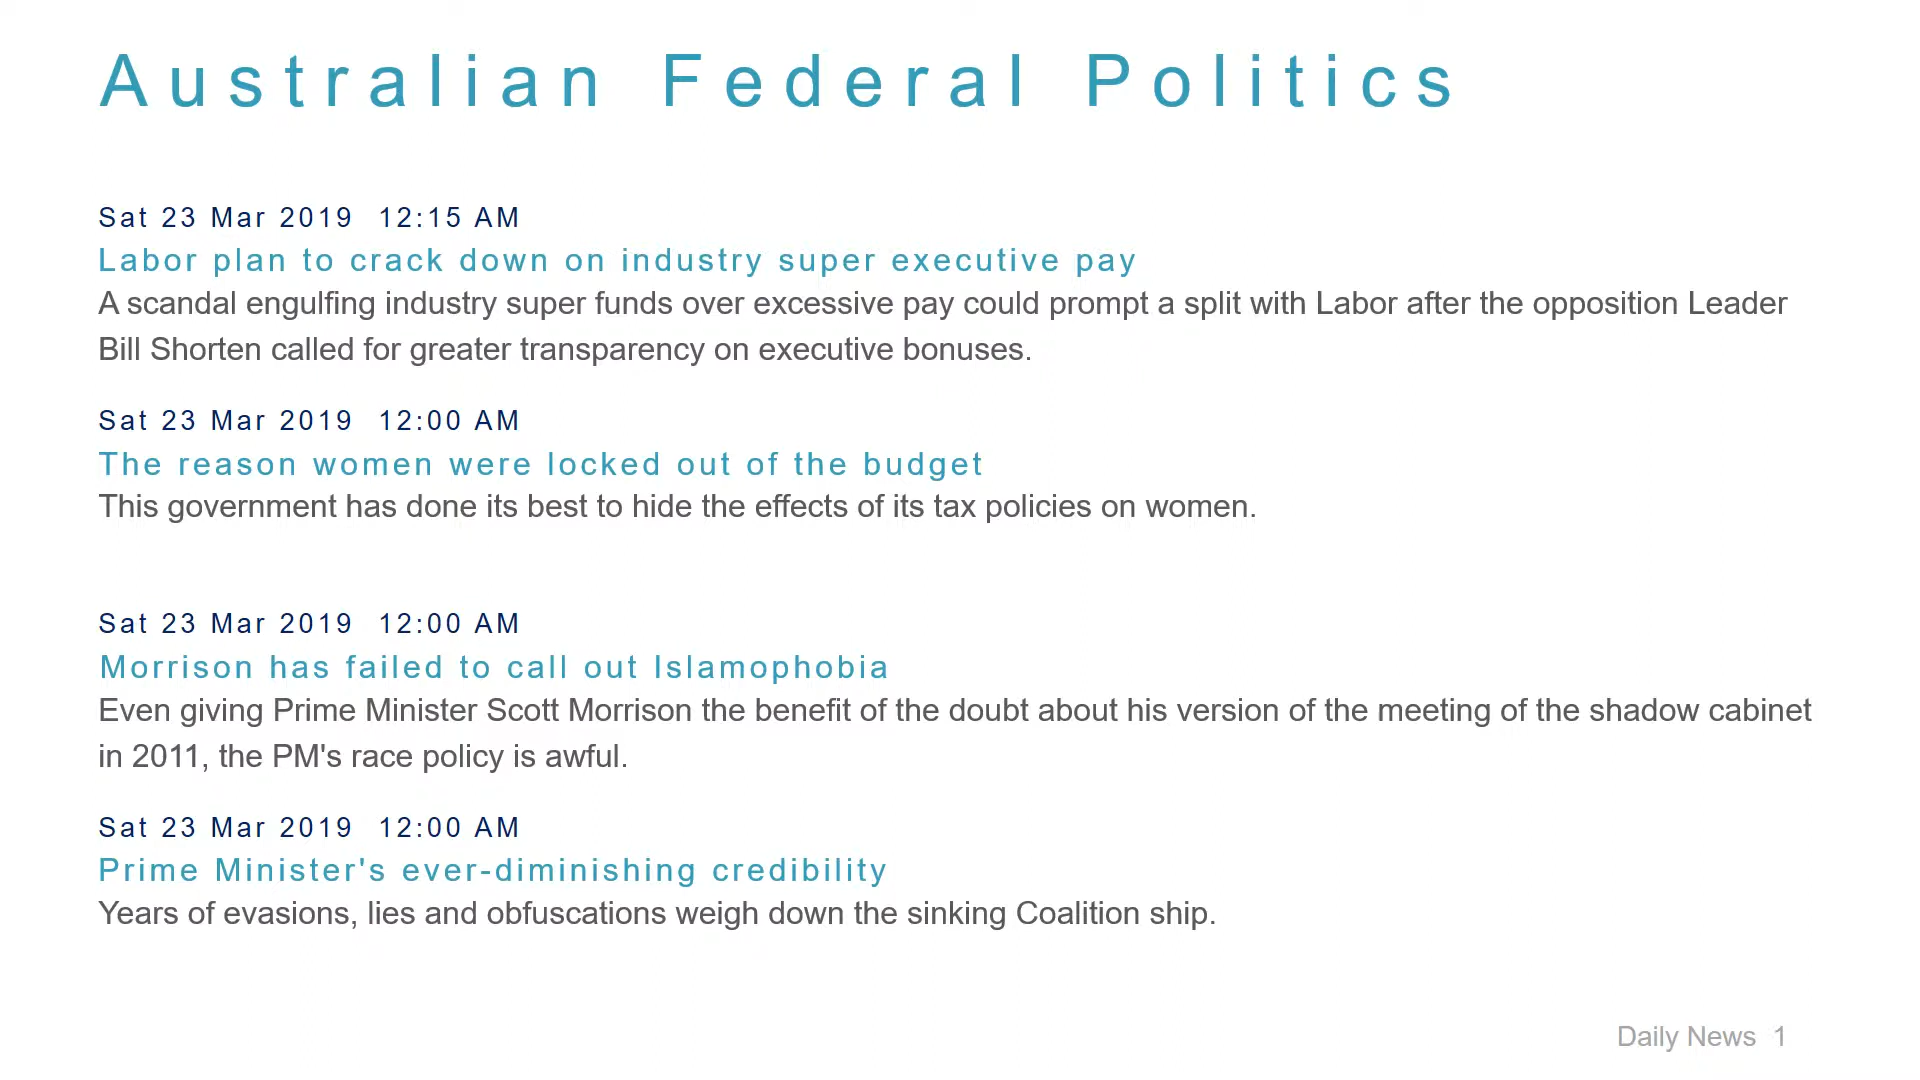 Australian Federal Politics
Sat 23 Mar 2019 12:15 AM
Labor plan to crack down on industry super executive pay
A scandal engulfing industry super funds over excessive pay could prompt a split with Labor after the opposition Leader
Bill Shorten called for greater transparency on executive bonuses.
Sat 23 Mar 2019 12:00 AM
The reason women were locked out of the budget
This government has done its best to hide the effects of its tax policies on women.
Sat 23 Mar 2019 12:00 AM
Morrison has failed to call out Islamophobia
Even giving Prime Minister Scott Morrison the benefit of the doubt about his version of the meeting of the shadow cabinet
in 2011, the PM's race policy is awful.
Sat 23 Mar 2019 12:00 AM
Prime Minister's ever-diminishing credibility
Years of evasions, lies and obfuscations weigh down the sinking Coalition ship.
Daily News 1